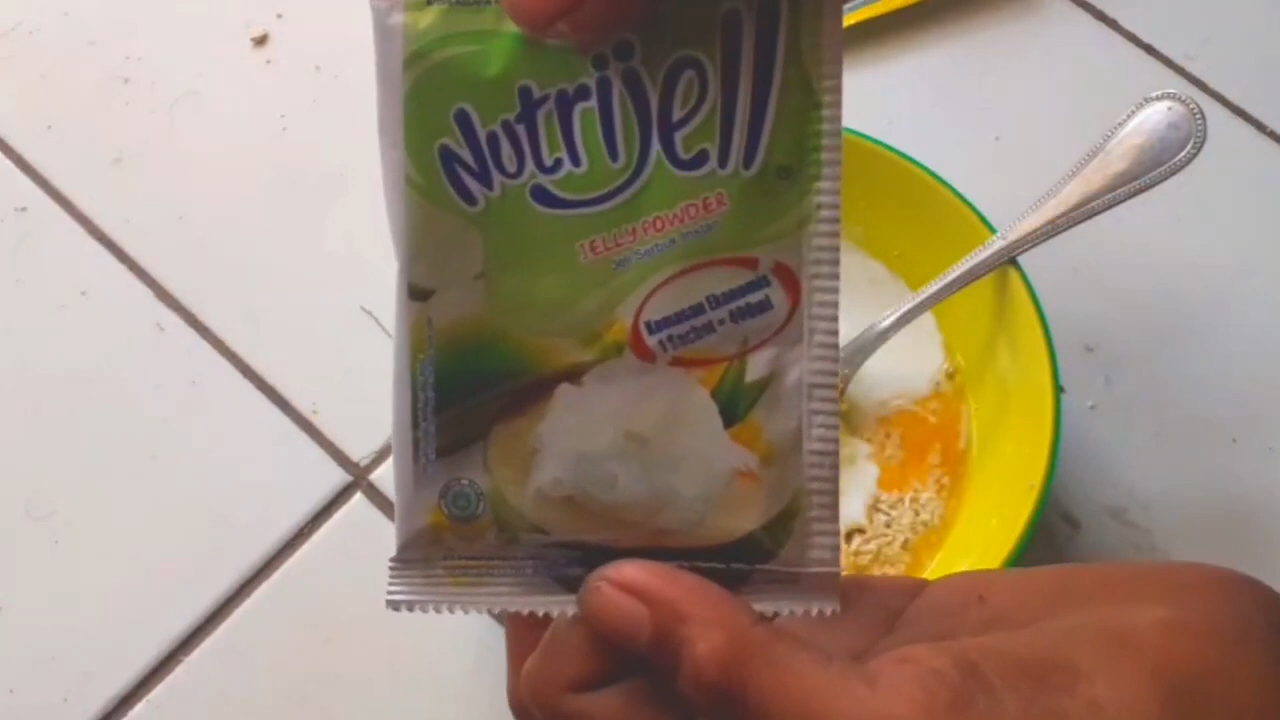 Nutrijell
JELLY POWDER
Jeli Serbuk Instan
Kemasan Ekonomis
1 Sachet = 400ml